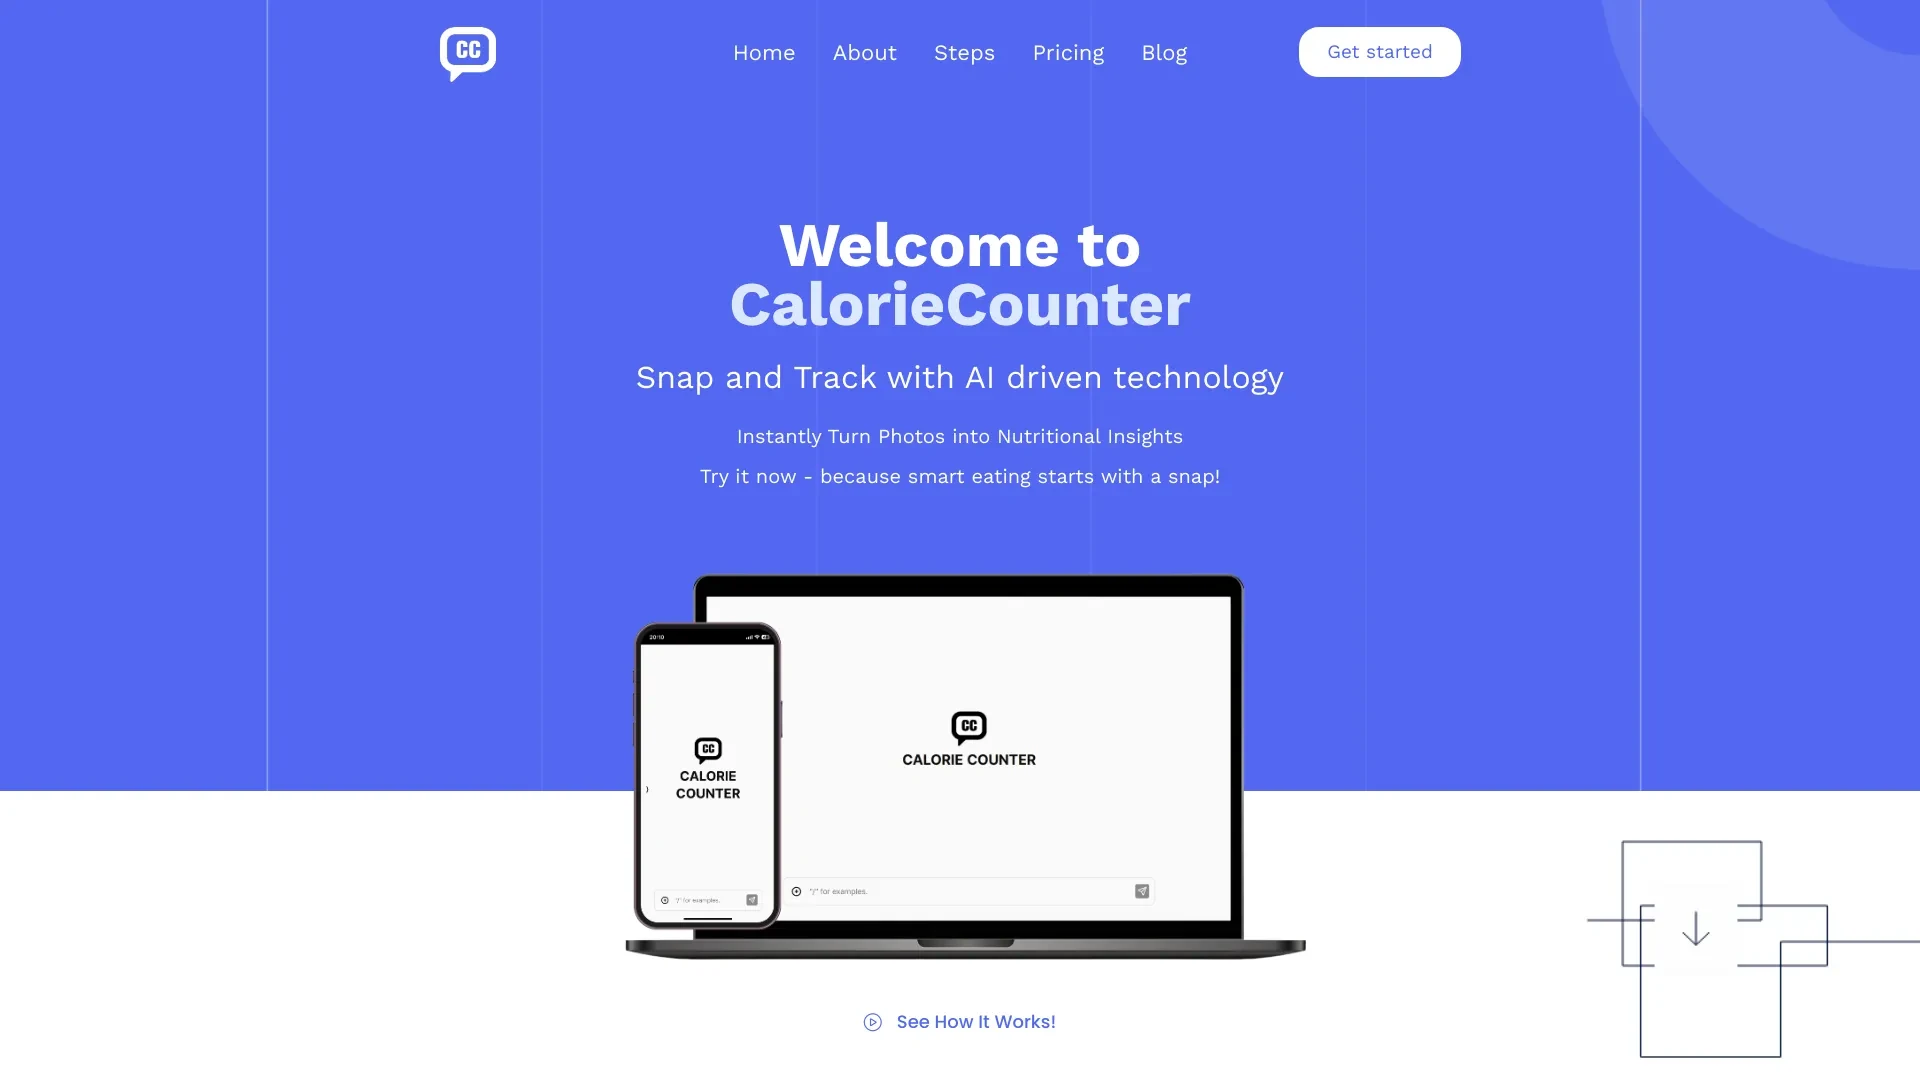 CC
Home About Steps Pricing Blog
Get started
Welcome to
CalorieCounter
Snap and Track with AI driven technology
Instantly Turn Photos into Nutritional Insights
Try it now - because smart eating starts with a snap!
20:10
CC
CALORIE
COUNTER
"/" for examples.
CC
CALORIE COUNTER
"/" for examples.
See How It Works!